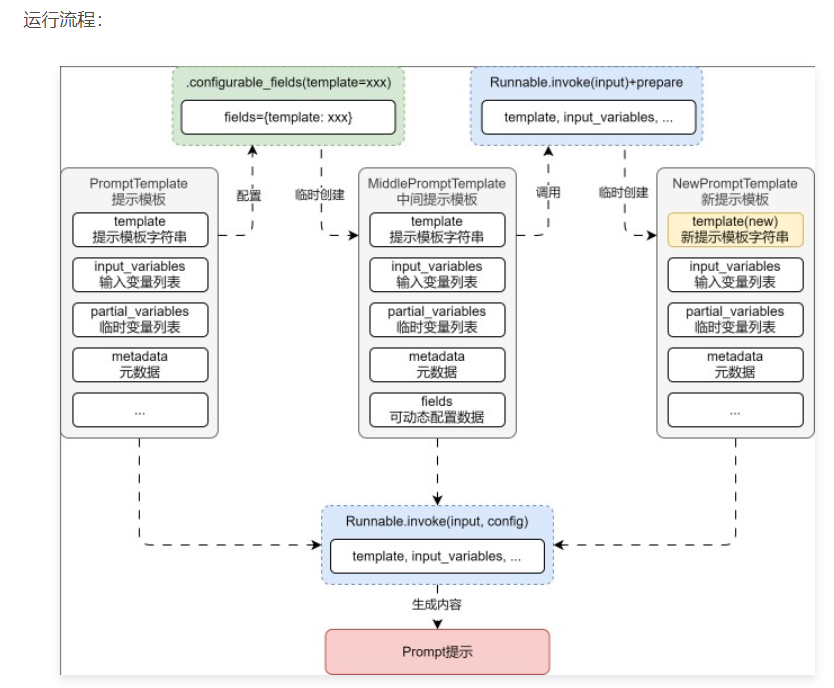 运行流程：
.configurable_fields(template=xxx)
fields={template: xxx}
Runnable.invoke(input)+prepare
template, input_variables, ...
配置
临时创建
调用
临时创建
PromptTemplate
提示模板
template
提示模板字符串
input_variables
输入变量列表
partial_variables
临时变量列表
metadata
元数据
...
MiddlePromptTemplate
中间提示模板
template
提示模板字符串
input_variables
输入变量列表
partial_variables
临时变量列表
metadata
元数据
fields
可动态配置数据
NewPromptTemplate
新提示模板
template(new)
新提示模板字符串
input_variables
输入变量列表
partial_variables
临时变量列表
metadata
元数据
...
Runnable.invoke(input, config)
template, input_variables, ...
生成内容
Prompt提示